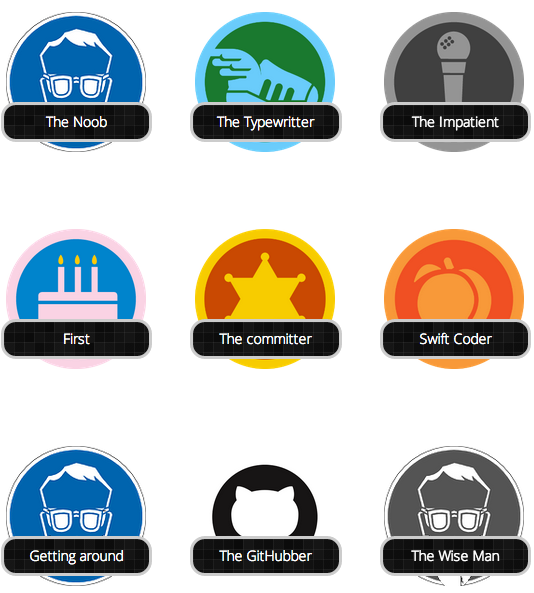 The Noob
The Typewritter
The Impatient
First
The committer
Swift Coder
Getting around
The GitHubber
The Wise Man